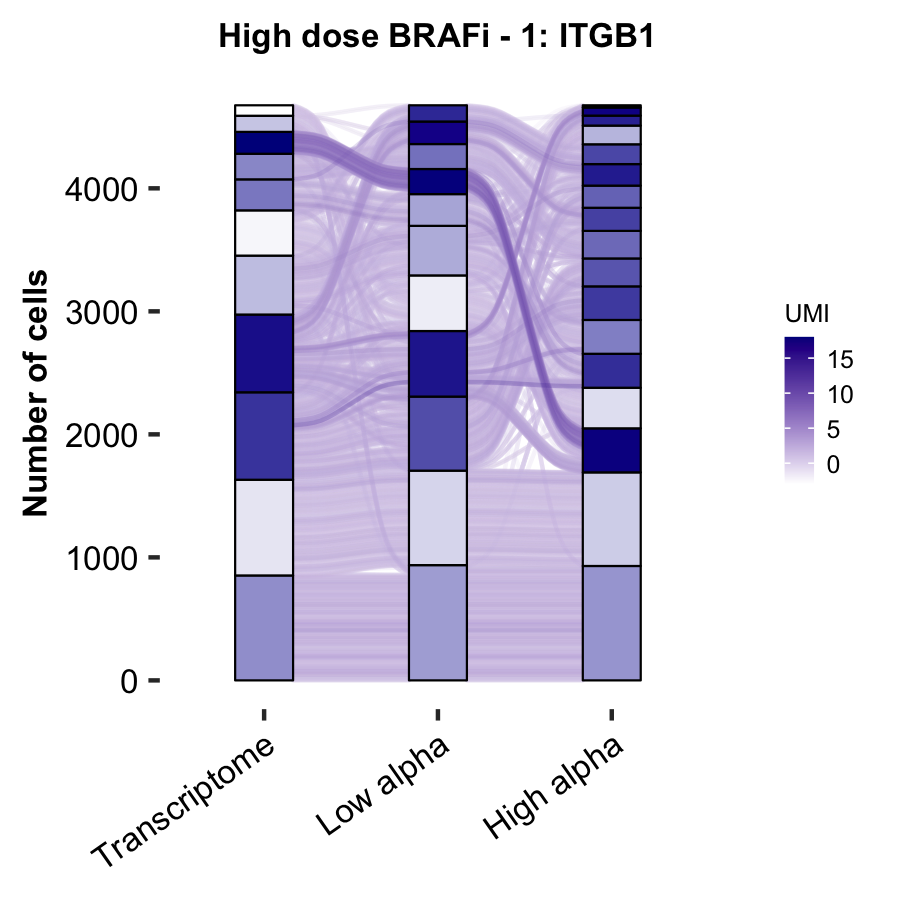 High dose BRAFi - 1: ITGB1
Number of cells
4000
3000
2000
1000
0
UMI
15
10
5
0
Transcriptome
Low alpha
High alpha